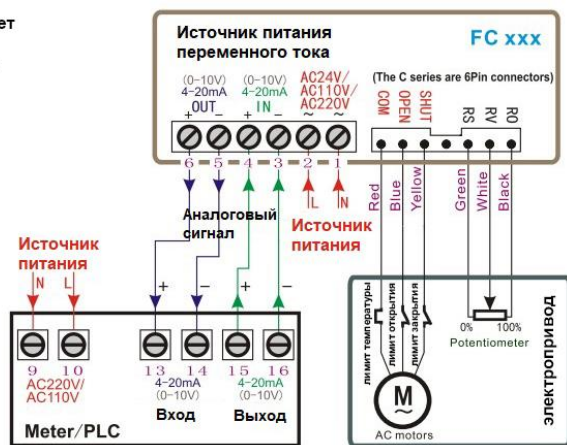 ет
Источник питания
переменного тока
FC xxx
(0-10V)
4-20mA
OUT
(0-10V)
4-20mA
IN
AC24V/
AC110V/
AC220V
(The C series are 6Pin connectors)
COM
OPEN
SHUT
RS
RV
RO
+
−
+
−
~
~
6
5
4
3
2
1
L
N
Red
Blue
Yellow
Green
White
Black
Аналоговый
сигнал
Источник
питания
Источник
питания
N
L
+
−
+
−
9
10
13
14
15
16
AC220V/
AC110V
4-20mA
(0-10V)
Вход
4-20mA
(0-10V)
Выход
Meter/PLC
лимит температуры
лимит открытия
лимит закрытия
0%
100%
Potentiometer
M
~
AC motors
электропривод